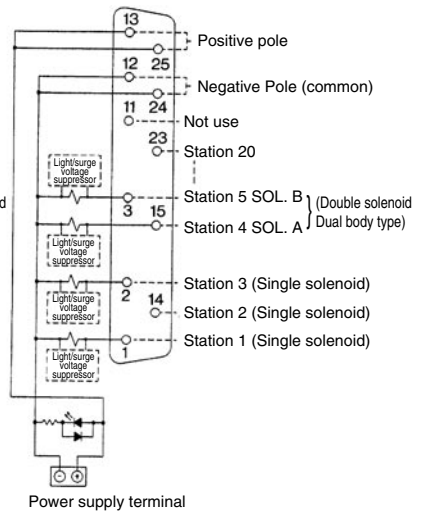 13
Positive pole
12 25
Negative Pole (common)
24
11
Not use
23
Station 20
Light/surge
voltage
suppressor
Station 5 SOL. B
(Double solenoid
Dual body type)
3 15
Station 4 SOL. A
Light/surge
voltage
suppressor
Station 3 (Single solenoid)
2
Light/surge
voltage
suppressor
14
Station 2 (Single solenoid)
Station 1 (Single solenoid)
1
Light/surge
voltage
suppressor
- +
Power supply terminal